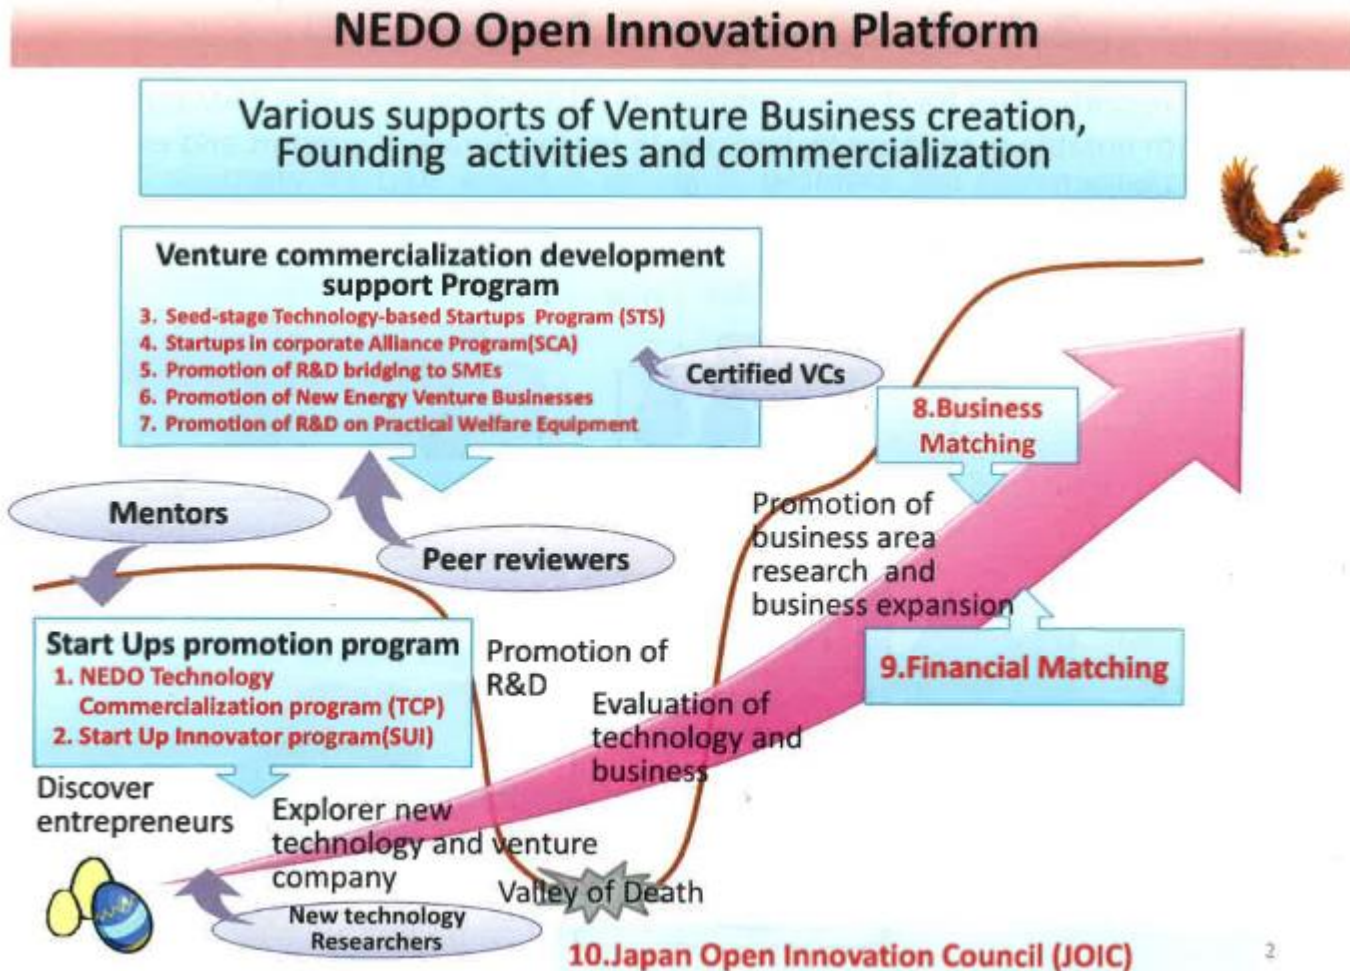 NEDO Open Innovation Platform
Various supports of Venture Business creation,
Founding activities and commercialization
Venture commercialization development
support Program
3. Seed-stage Technology-based Startups Program (STS)
4. Startups in corporate Alliance Program(SCA)
5. Promotion of R&D bridging to SMEs
6. Promotion of New Energy Venture Businesses
7. Promotion of R&D on Practical Welfare Equipment
Certified VCs
8.Business
Matching
Mentors
Peer reviewers
Promotion of
business area
research and
business expansion
Start Ups promotion program
1. NEDO Technology
Commercialization program (TCP)
2. Start Up Innovator program(SUI)
Promotion of
R&D
9.Financial Matching
Evaluation of
technology and
business
Discover
entrepreneurs
Explorer new
technology and venture
company
Valley of Death
New technology
Researchers
10.Japan Open Innovation Council (JOIC)
2